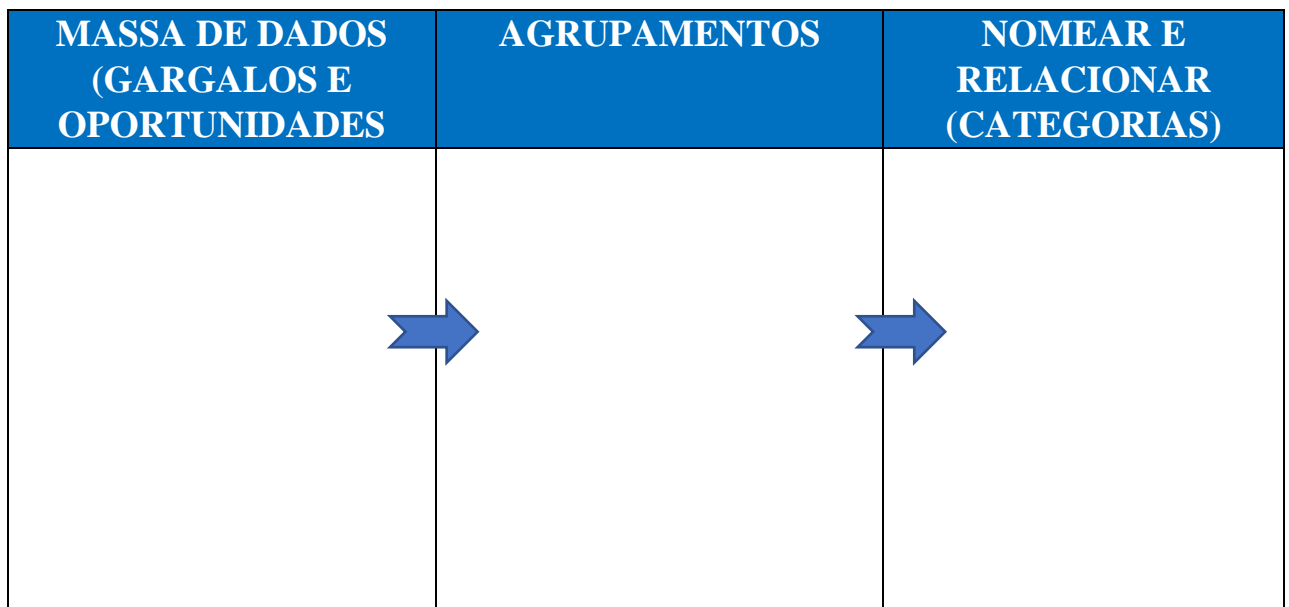 MASSA DE DADOS
(GARGALOS E
OPORTUNIDADES
AGRUPAMENTOS
NOMEAR E
RELACIONAR
(CATEGORIAS)